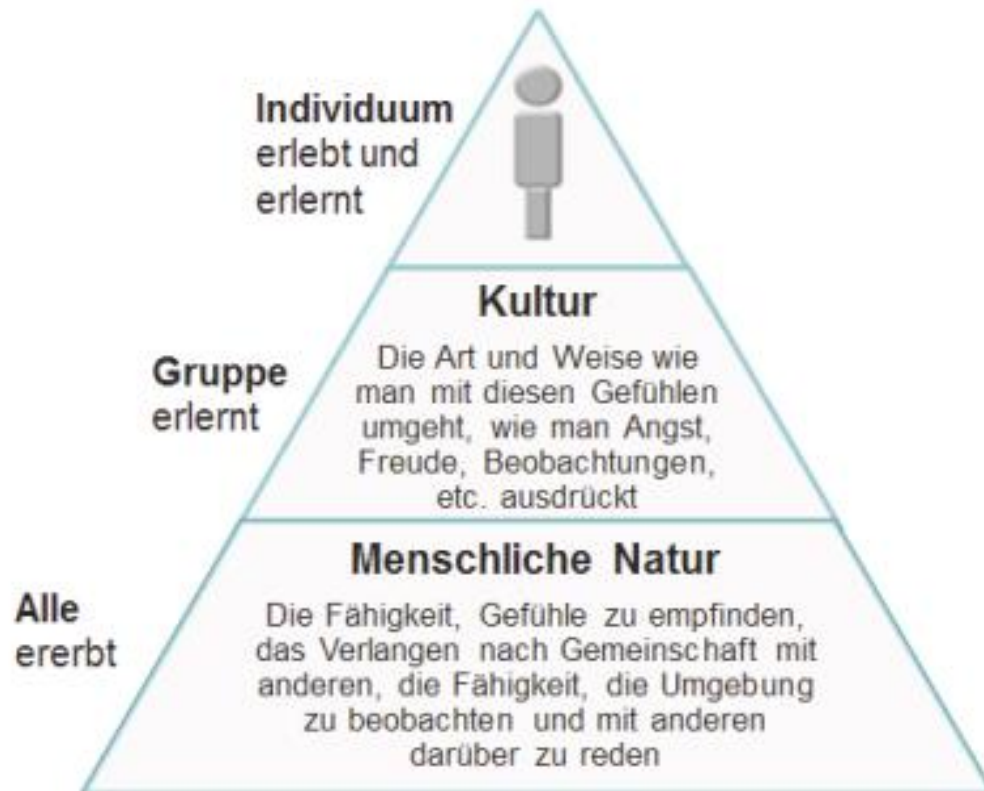 Individuum
erlebt und
erlernt
Kultur
Die Art und Weise wie
man mit diesen Gefühlen
umgeht, wie man Angst,
Freude, Beobachtungen,
etc. ausdrückt
Gruppe
erlernt
Menschliche Natur
Die Fähigkeit, Gefühle zu empfinden,
das Verlangen nach Gemeinschaft mit
anderen, die Fähigkeit, die Umgebung
zu beobachten und mit anderen
darüber zu reden
Alle
ererbt